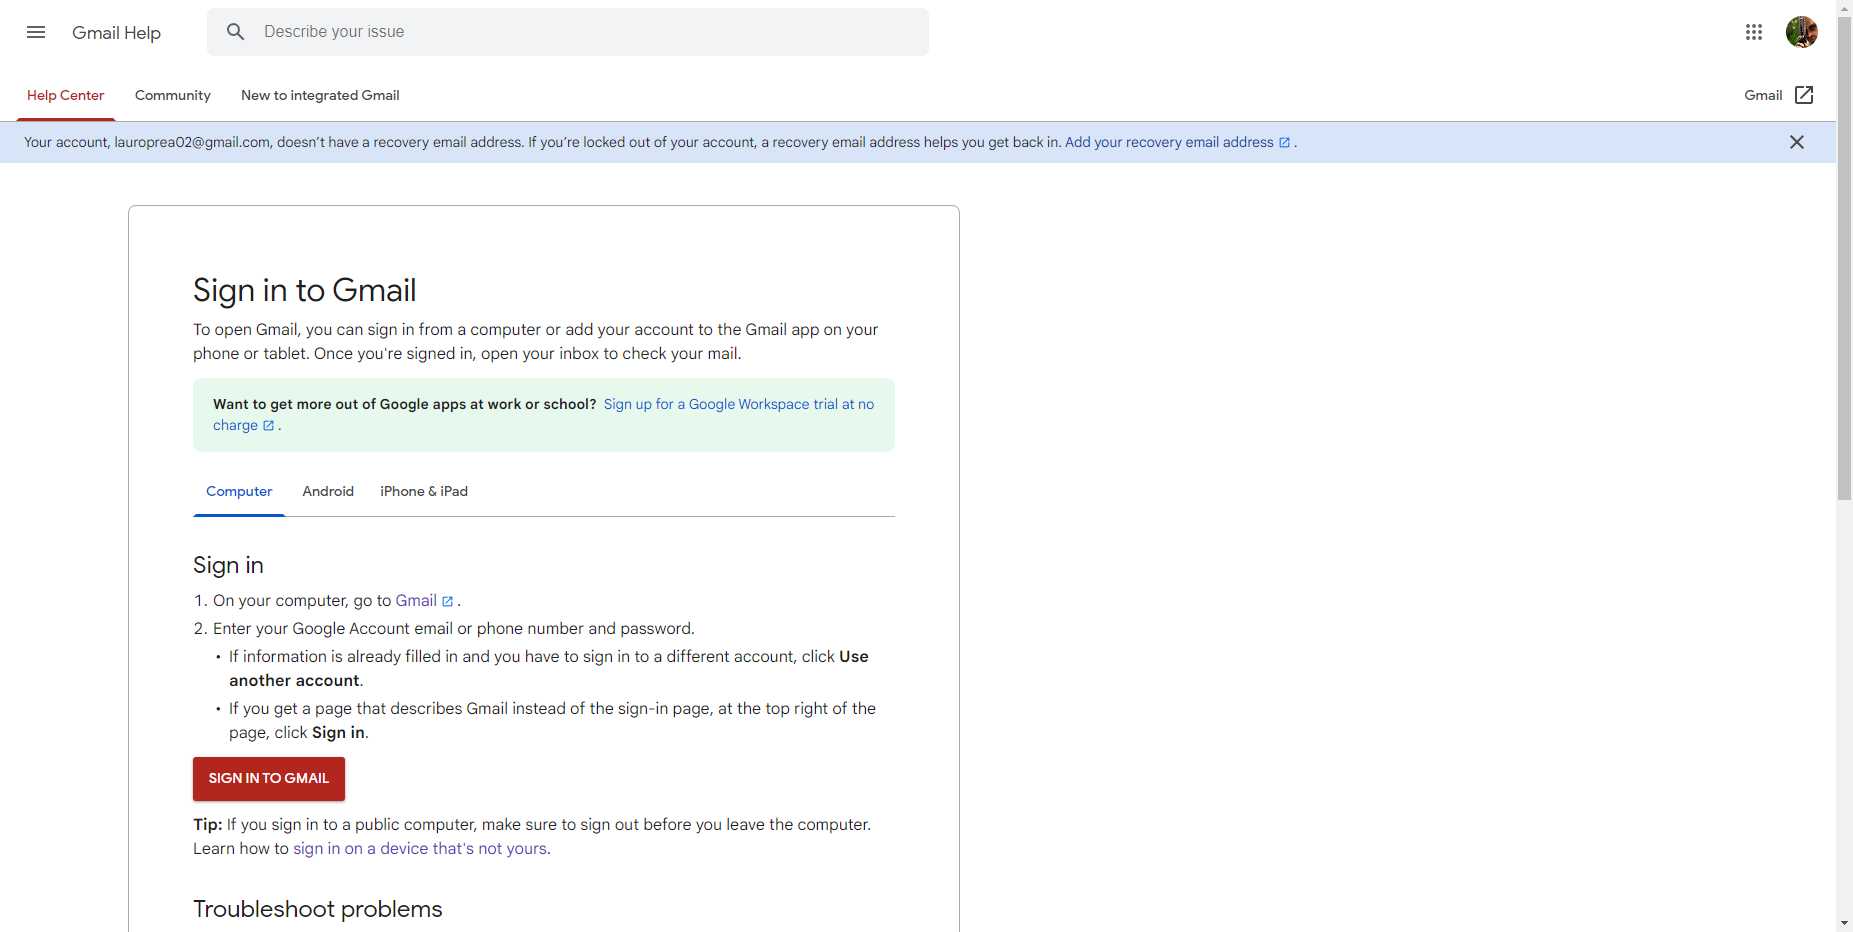 Gmail Help
Describe your issue
Help Center
Community
New to integrated Gmail
Gmail
Your account, lauroprea02@gmail.com, doesn’t have a recovery email address. If you’re locked out of your account, a recovery email address helps you get back in. Add your recovery email address .
Sign in to Gmail
To open Gmail, you can sign in from a computer or add your account to the Gmail app on your
phone or tablet. Once you're signed in, open your inbox to check your mail.
Want to get more out of Google apps at work or school? Sign up for a Google Workspace trial at no
charge .
Computer
Android
iPhone & iPad
Sign in
1. On your computer, go to Gmail .
2. Enter your Google Account email or phone number and password.
• If information is already filled in and you have to sign in to a different account, click Use
another account.
• If you get a page that describes Gmail instead of the sign-in page, at the top right of the
page, click Sign in.
SIGN IN TO GMAIL
Tip: If you sign in to a public computer, make sure to sign out before you leave the computer.
Learn how to sign in on a device that's not yours.
Troubleshoot problems